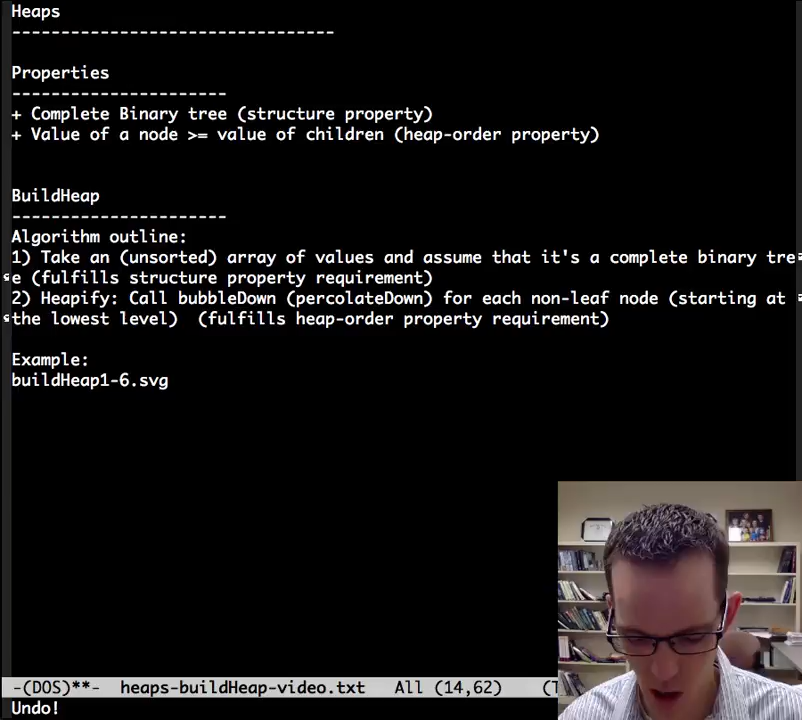 Heaps
---------------------------------
Properties
----------------------
+ Complete Binary tree (structure property)
+ Value of a node >= value of children (heap-order property)
BuildHeap
----------------------
Algorithm outline:
1) Take an (unsorted) array of values and assume that it's a complete binary tre
e (fulfills structure property requirement)
2) Heapify: Call bubbleDown (percolateDown) for each non-leaf node (starting at
the lowest level)  (fulfills heap-order property requirement)
Example:
buildHeap1-6.svg
-(DOS)**-  heaps-buildHeap-video.txt   All (14,62)    (T
Undo!